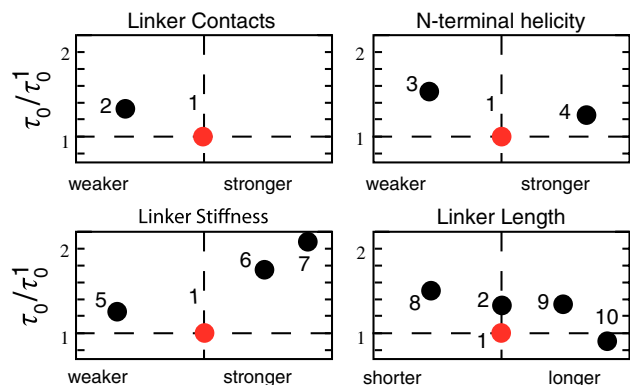 Linker Contacts
N-terminal helicity
τ₀/τ₀¹
2
1
2
1
2
1
3
1
4
weaker
stronger
weaker
stronger
Linker Stiffness
Linker Length
τ₀/τ₀¹
2
1
5
1
6
7
2
1
8
2
1
9
10
weaker
stronger
shorter
longer